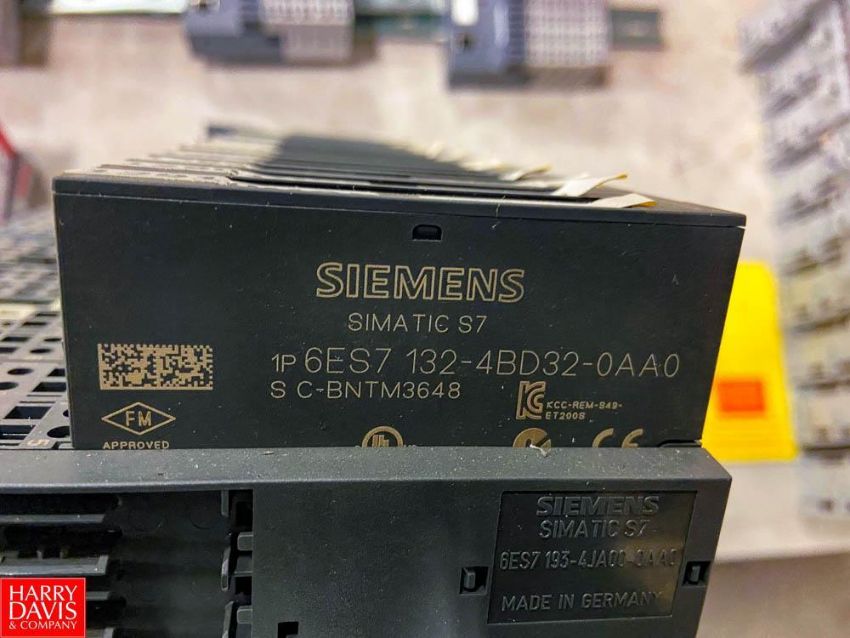 SIEMENS
SIMATIC S7
1P 6ES7 132-4BD32-0AA0
S C-BNTM3648
FM
APPROVED
KCC-REM-S49-
ET200S
CE
SIEMENS
SIMATIC S7
6ES7 193-4JA00-0AA0
MADE IN GERMANY
HARRY
DAVIS
& COMPANY